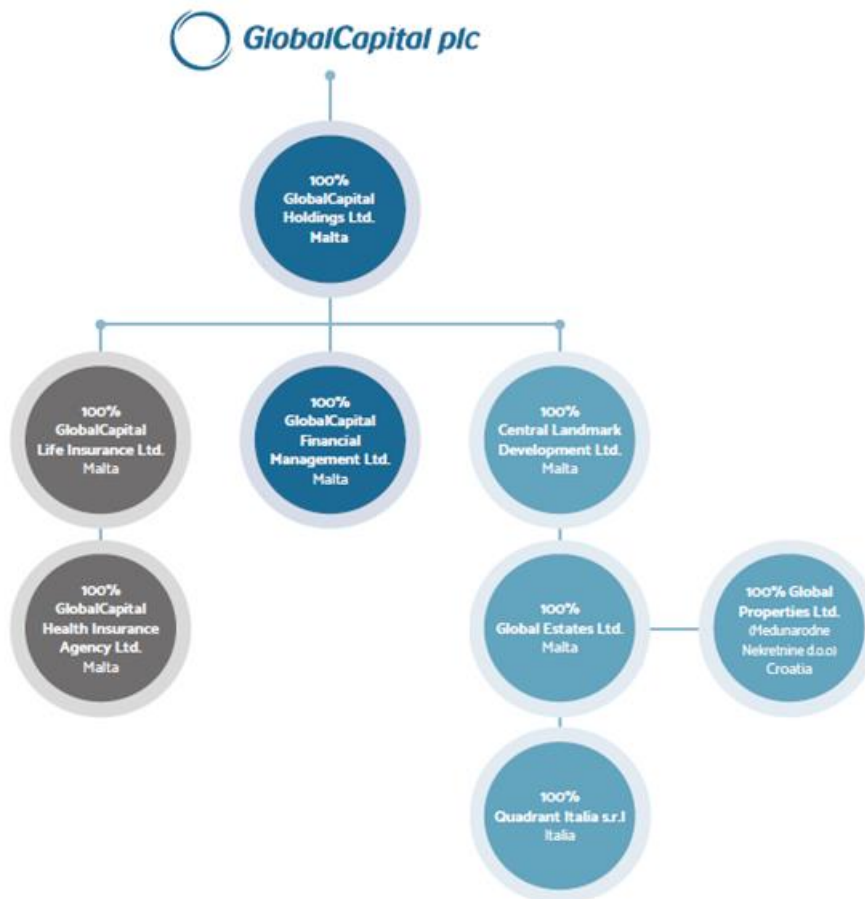 GlobalCapital plc
100%
GlobalCapital
Holdings Ltd.
Malta
100%
GlobalCapital
Life Insurance Ltd.
Malta
100%
GlobalCapital
Financial
Management Ltd.
Malta
100%
Central Landmark
Development Ltd.
Malta
100%
GlobalCapital
Health Insurance
Agency Ltd.
Malta
100%
Global Estates Ltd.
Malta
100% Global
Properties Ltd.
(Medunarodne
Nekretnine d.o.o)
Croatia
100%
Quadrant Italia s.r.l
Italia